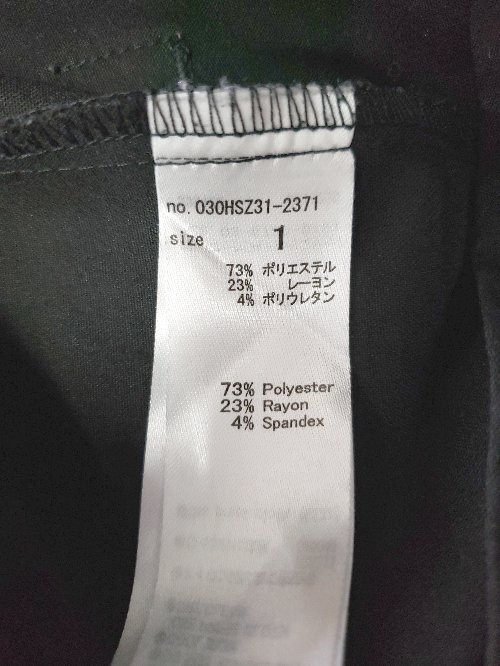 no. 030HSZ31-2371
size 1
73% ポリエステル
23% レーヨン
4% ポリウレタン
73% Polyester
23% Rayon
4% Spandex